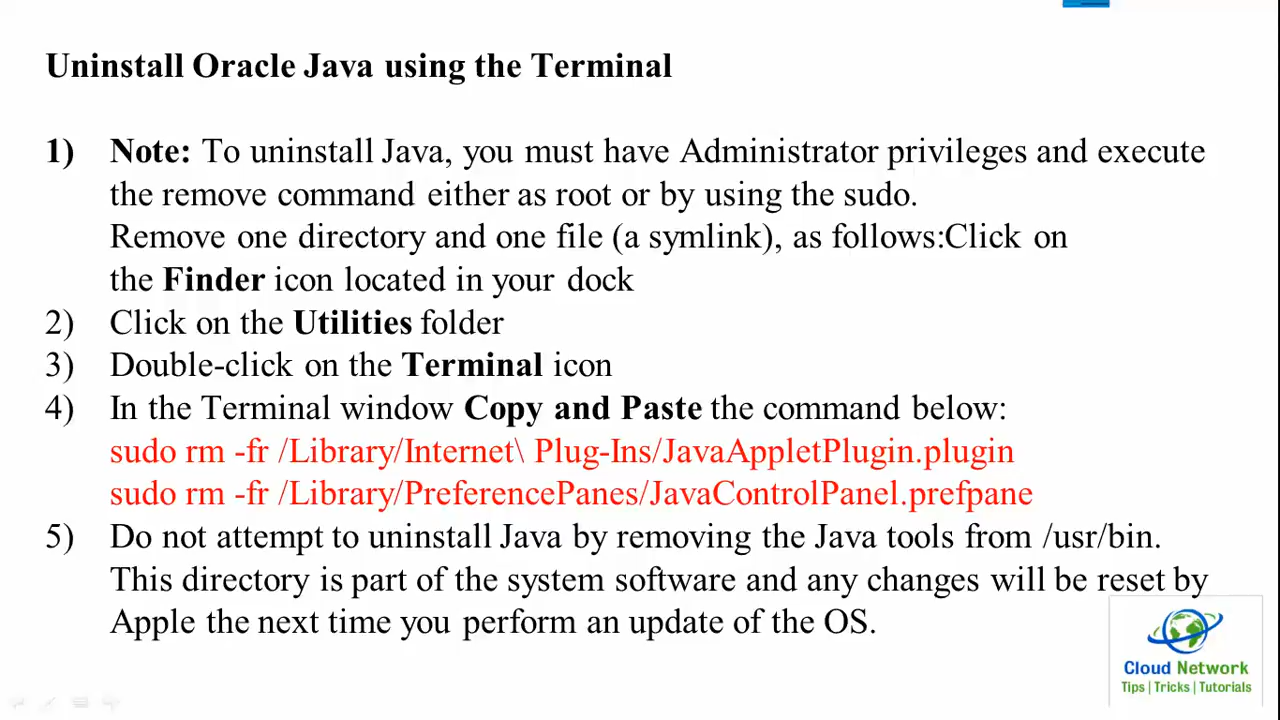 Uninstall Oracle Java using the Terminal
1) Note: To uninstall Java, you must have Administrator privileges and execute
the remove command either as root or by using the sudo.
Remove one directory and one file (a symlink), as follows:Click on
the Finder icon located in your dock
2) Click on the Utilities folder
3) Double-click on the Terminal icon
4) In the Terminal window Copy and Paste the command below:
sudo rm -fr /Library/Internet\ Plug-Ins/JavaAppletPlugin.plugin
sudo rm -fr /Library/PreferencePanes/JavaControlPanel.prefpane
5) Do not attempt to uninstall Java by removing the Java tools from /usr/bin.
This directory is part of the system software and any changes will be reset by
Apple the next time you perform an update of the OS.
Cloud Network
Tips | Tricks | Tutorials